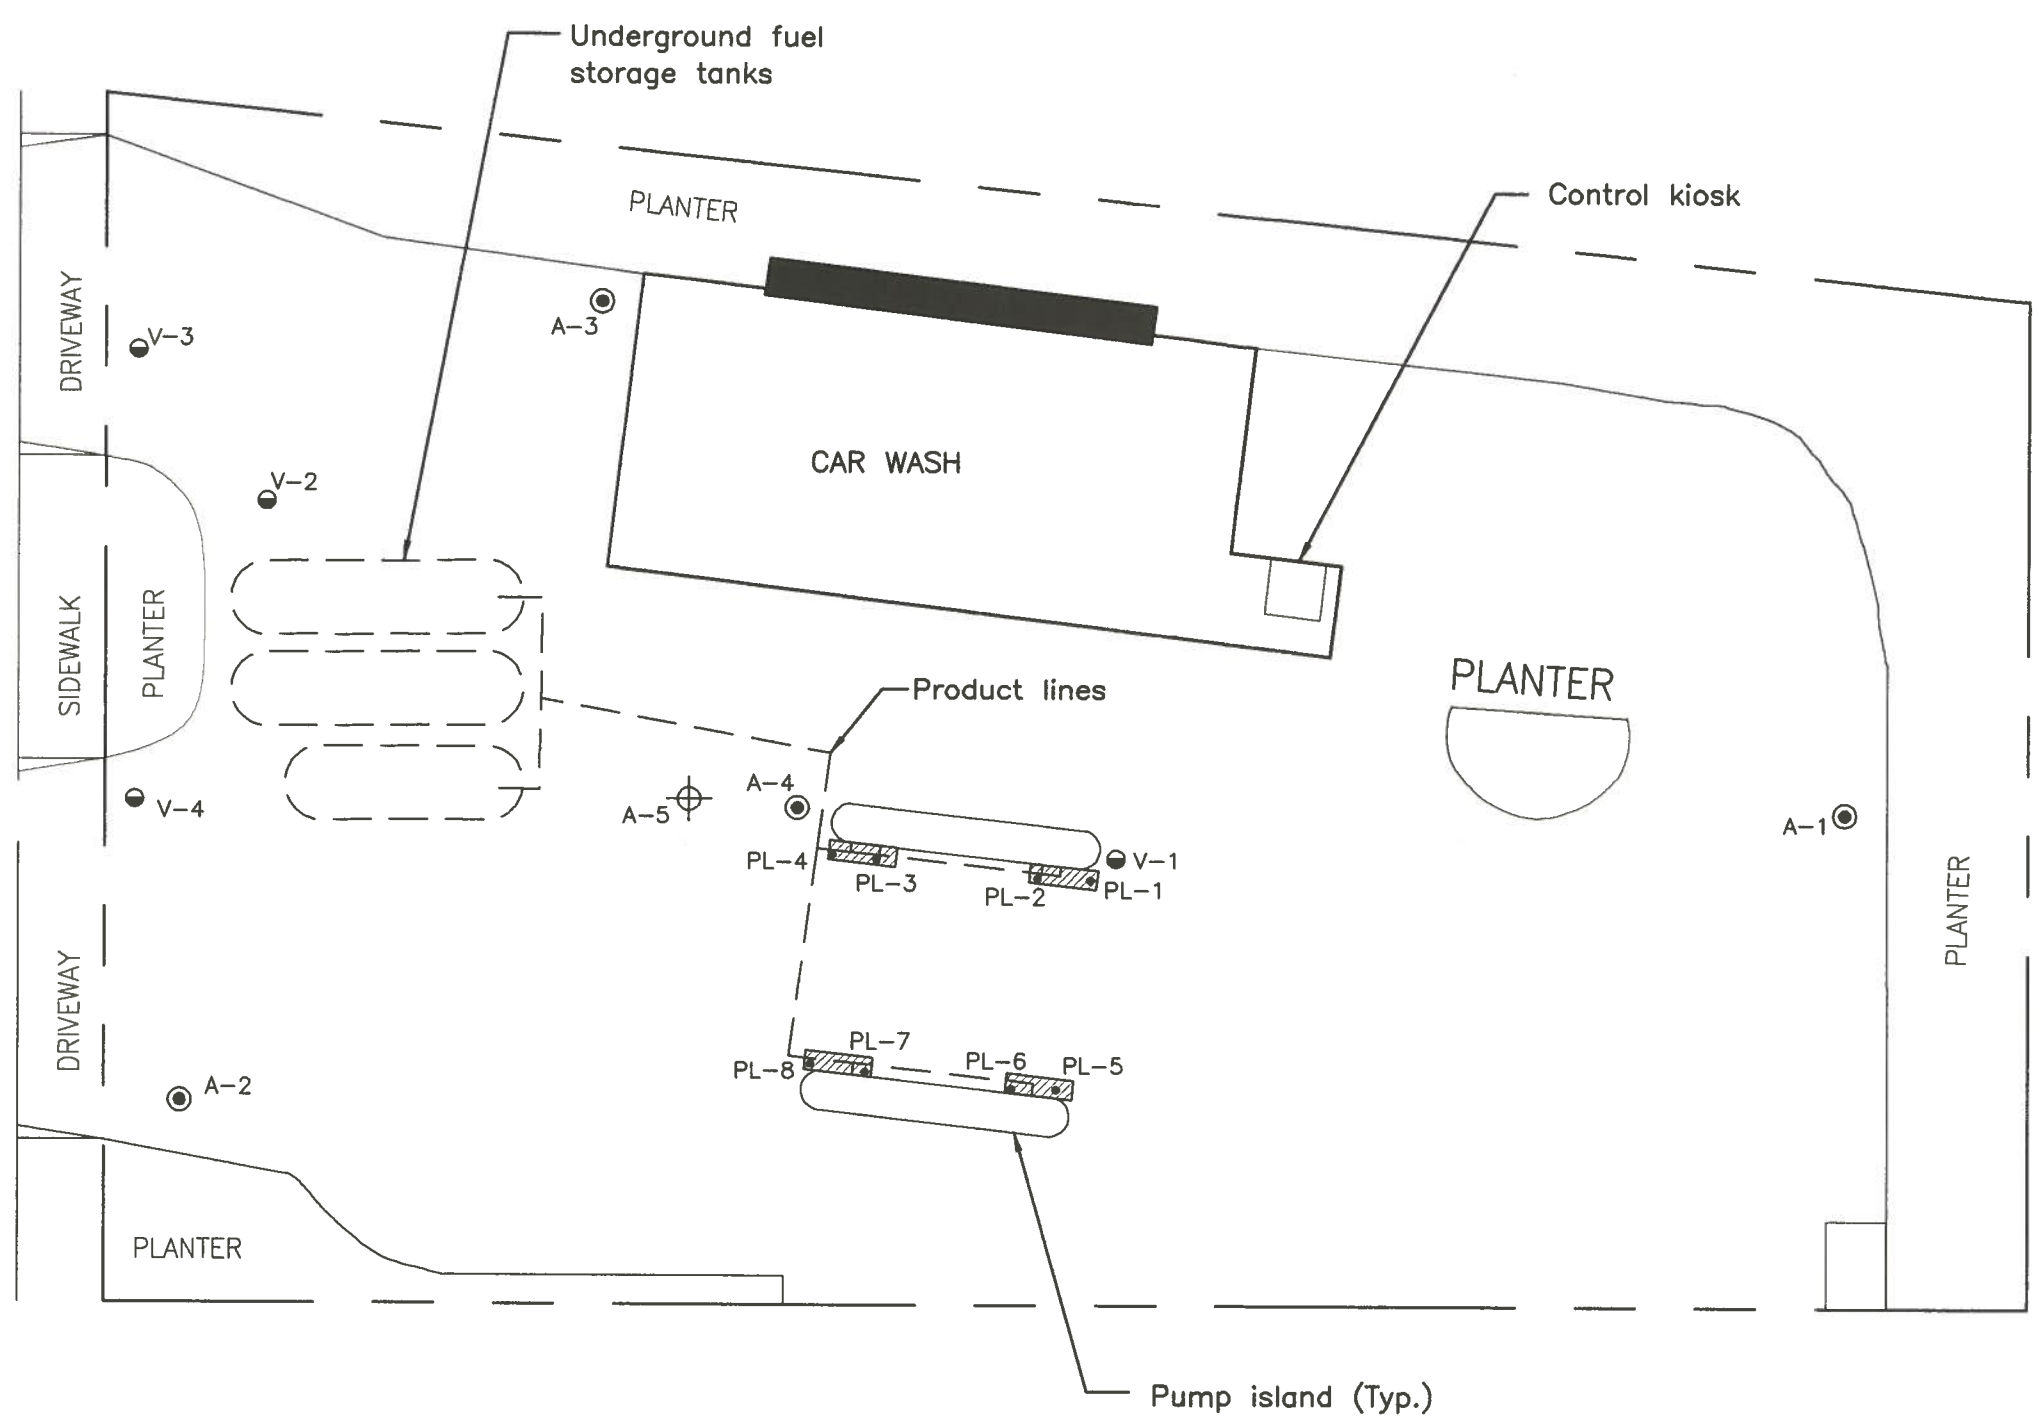 Underground fuel
storage tanks
PLANTER
Control kiosk
DRIVEWAY
V-3
A-3
CAR WASH
V-2
SIDEWALK
PLANTER
PLANTER
Product lines
V-4
A-5
A-4
A-1
PL-4
PL-3
PL-2
PL-1
V-1
PLANTER
DRIVEWAY
A-2
PL-8
PL-7
PL-6
PL-5
PLANTER
Pump island (Typ.)